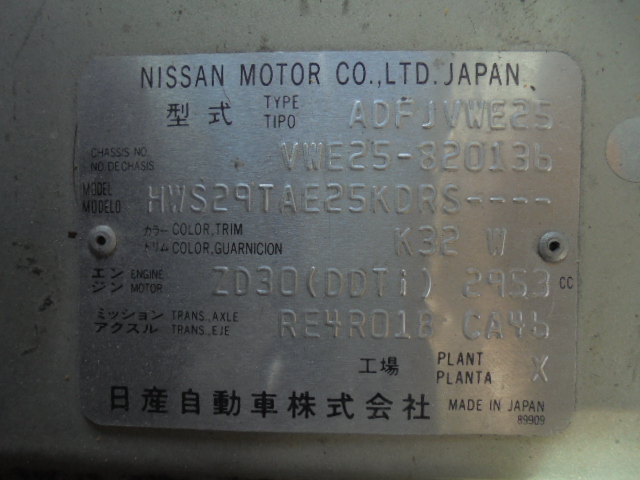 NISSAN MOTOR CO.,LTD. JAPAN
型式 TYPE TIPO ADFJVWE25
CHASSIS NO. NO.DE CHASIS VWE25-820136
MODEL MODELO HWS29TAE25KDRS----
カラー COLOR,TRIM トリム COLOR,GUARNICION K32 W
エンジン ENGINE MOTOR ZD30(DDTi) 2953 CC
ミッション TRANS.,AXLE アクスル TRANS.,EJE RE4R01B CA46
工場 PLANT PLANTA X
日産自動車株式会社 MADE IN JAPAN
89909